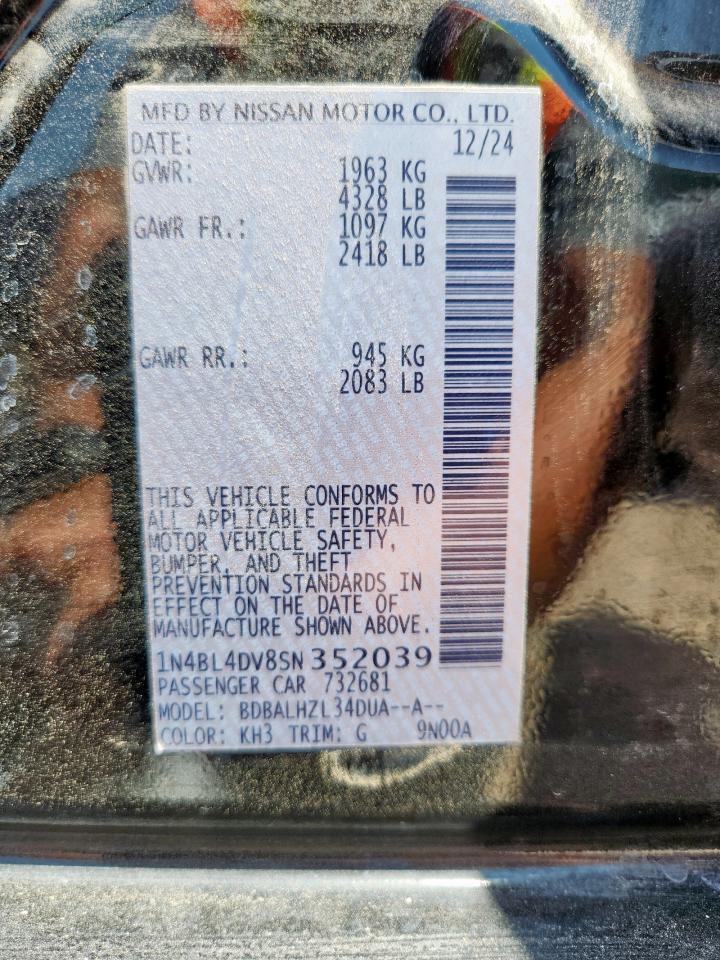 MFD BY NISSAN MOTOR CO., LTD.
DATE: 12/24
GVWR: 1963 KG
4328 LB
GAWR FR.: 1097 KG
2418 LB
GAWR RR.: 945 KG
2083 LB
THIS VEHICLE CONFORMS TO
ALL APPLICABLE FEDERAL
MOTOR VEHICLE SAFETY,
BUMPER, AND THEFT
PREVENTION STANDARDS IN
EFFECT ON THE DATE OF
MANUFACTURE SHOWN ABOVE.
1N4BL4DV8SN352039
PASSENGER CAR 732681
MODEL: BDBALHZL34DUA--A--
COLOR: KH3 TRIM: G 9N00A